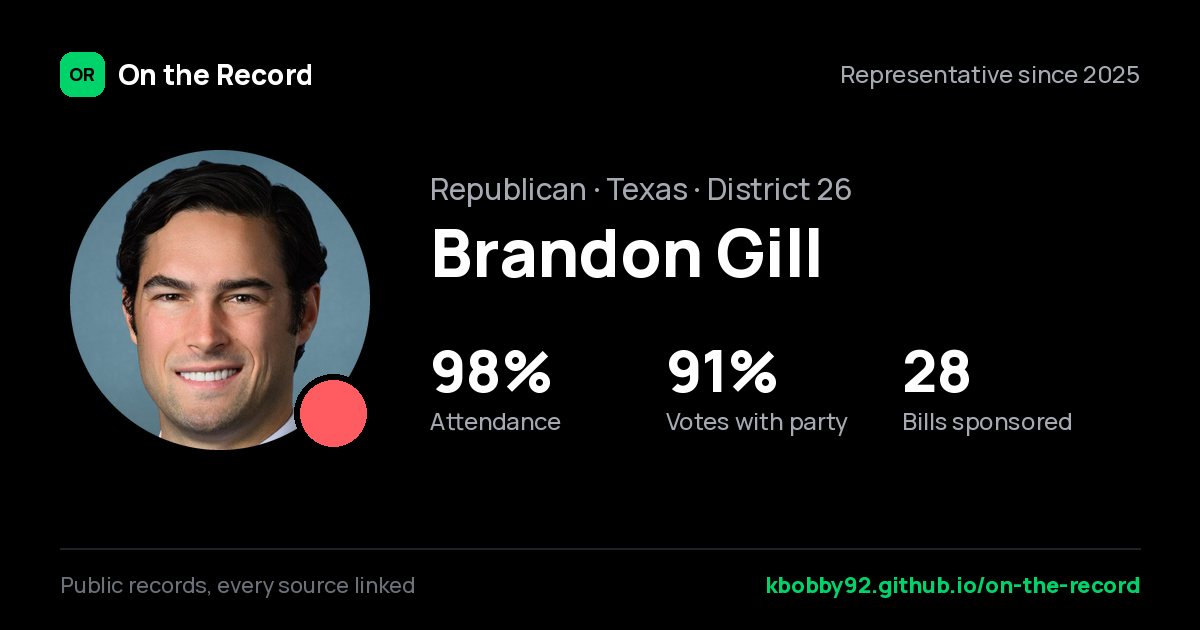 OR On the Record
Representative since 2025
Republican · Texas · District 26
Brandon Gill
98% 91% 28
Attendance Votes with party Bills sponsored
Public records, every source linked
kbobby92.github.io/on-the-record